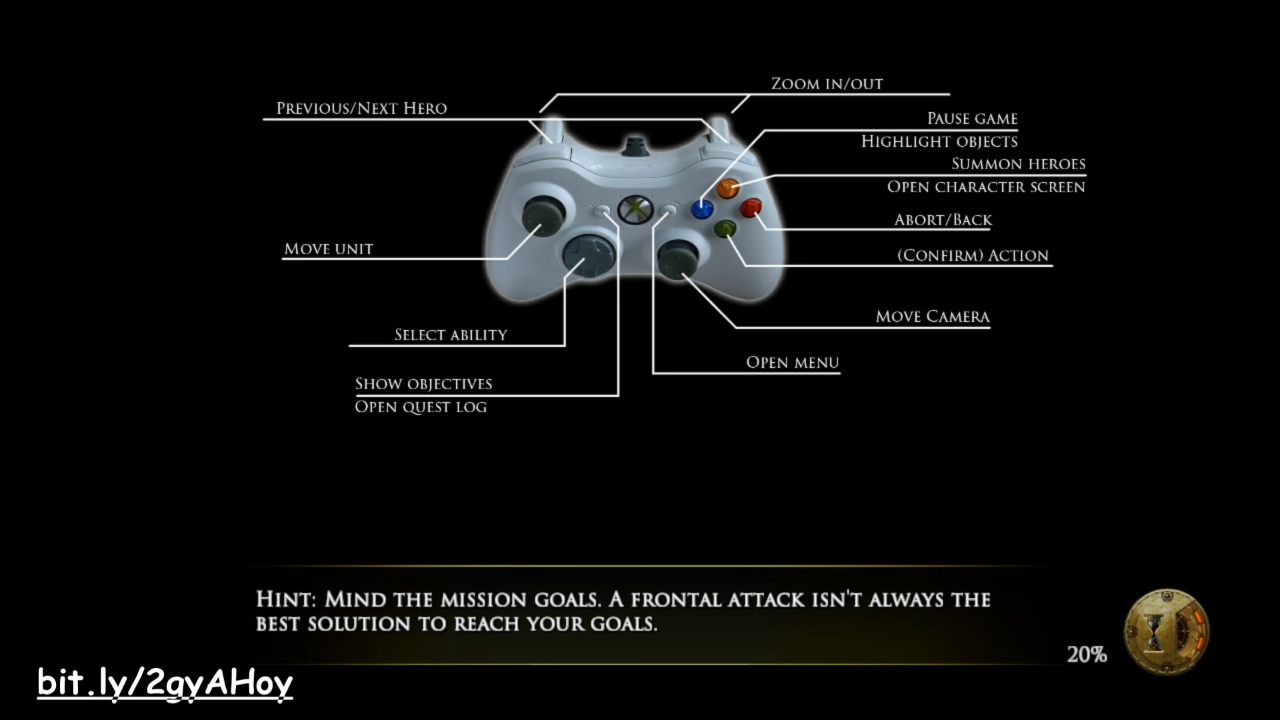 Zoom in/out
Previous/Next Hero
Pause game
Highlight objects
Summon heroes
Open character screen
Abort/Back
Move unit
(Confirm) Action
Move Camera
Select ability
Open menu
Show objectives
Open quest log
Hint: Mind the mission goals. A frontal attack isn't always the
best solution to reach your goals.
20%
bit.ly/2gyAHoy